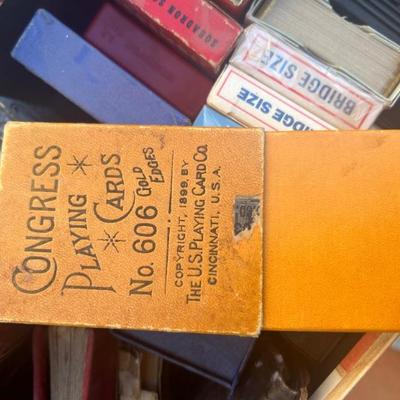 CONGRESS
PLAYING
CARDS
No. 606 GOLD
EDGES
COPYRIGHT, 1899, BY
THE U.S. PLAYING CARD CO.
CINCINNATI, U.S.A.
BRIDGE SIZE
BRIDGE SIZE